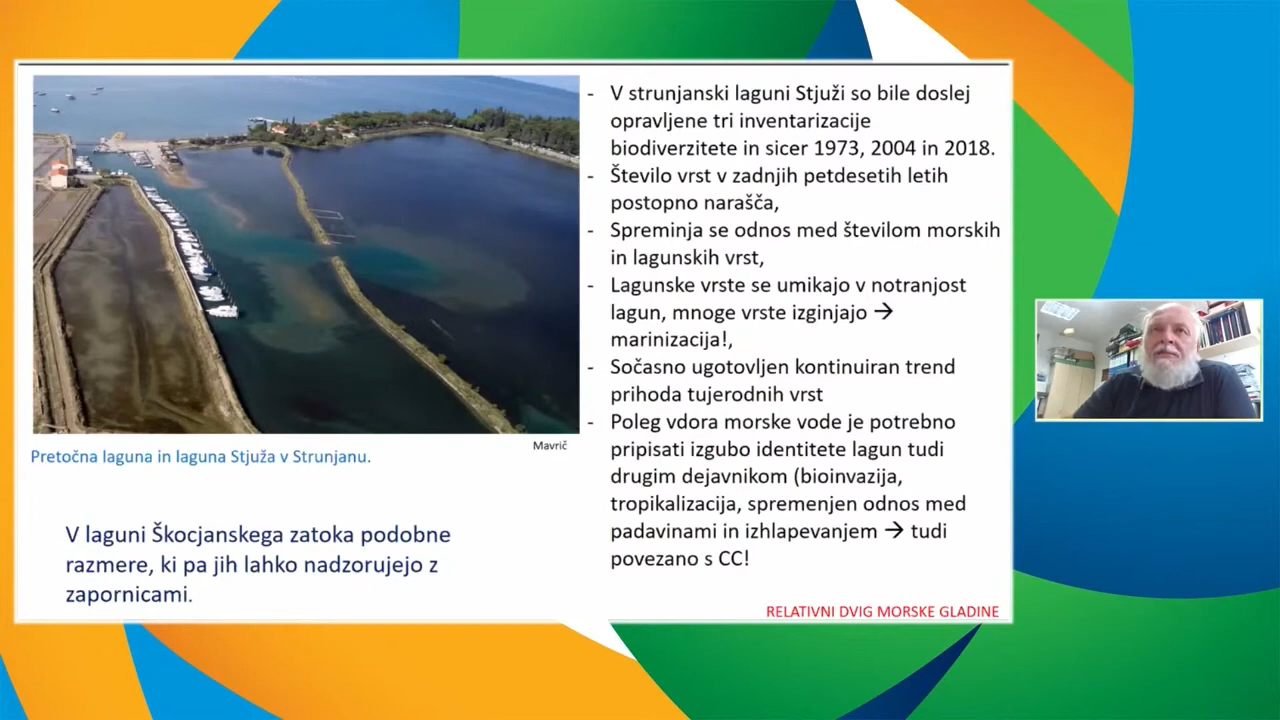 Mavrič
Pretočna laguna in laguna Stjuža v Strunjanu.
V laguni Škocjanskega zatoka podobne
razmere, ki pa jih lahko nadzorujejo z
zapornicami.
- V strunjanski laguni Stjuži so bile doslej
opravljene tri inventarizacije
biodiverzitete in sicer 1973, 2004 in 2018.
- Število vrst v zadnjih petdesetih letih
postopno narašča,
- Spreminja se odnos med številom morskih
in lagunskih vrst,
- Lagunske vrste se umikajo v notranjost
lagun, mnoge vrste izginjajo →
marinizacija!,
- Sočasno ugotovljen kontinuiran trend
prihoda tujerodnih vrst
- Poleg vdora morske vode je potrebno
pripisati izgubo identitete lagun tudi
drugim dejavnikom (bioinvazija,
tropikalizacija, spremenjen odnos med
padavinami in izhlapevanjem → tudi
povezano s CC!
RELATIVNI DVIG MORSKE GLADINE